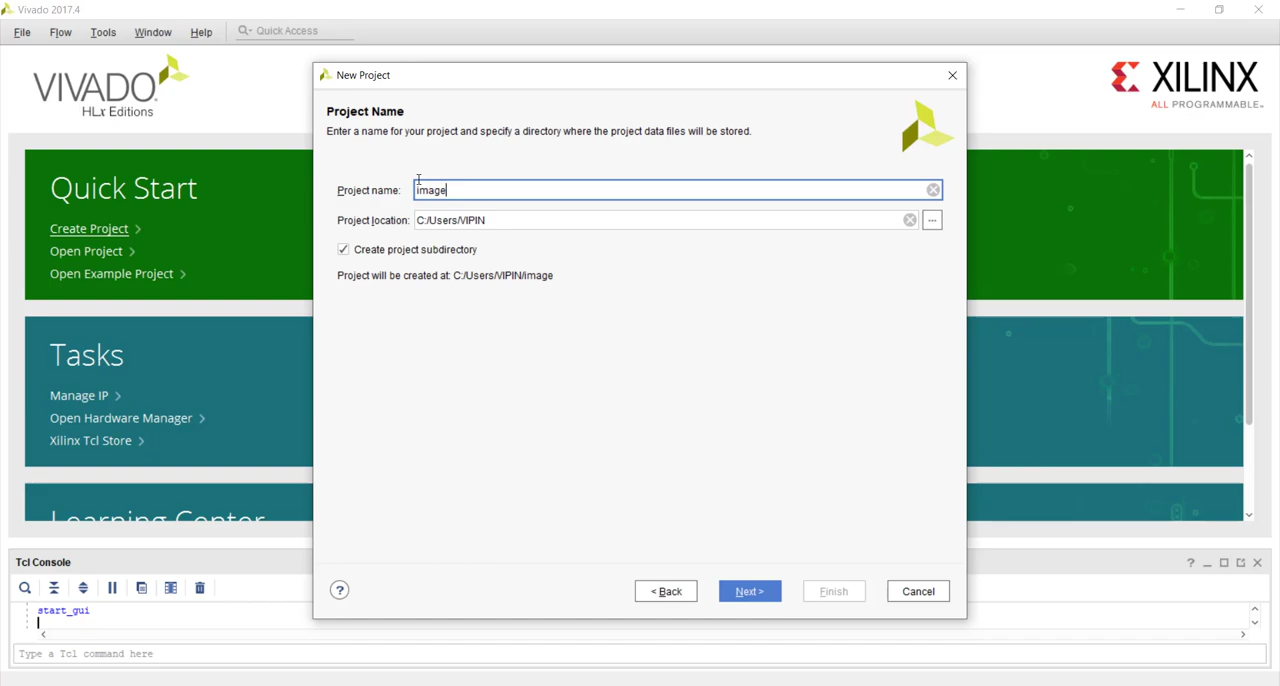 Vivado 2017.4
File Flow Tools Window Help Quick Access
VIVADO
HLx Editions
XILINX
ALL PROGRAMMABLE
New Project
Project Name
Enter a name for your project and specify a directory where the project data files will be stored.
Project name: image
Project location: C:/Users/VIPIN
...
Create project subdirectory
Project will be created at: C:/Users/VIPIN/image
? < Back Next > Finish Cancel
Quick Start
Create Project >
Open Project >
Open Example Project >
Tasks
Manage IP >
Open Hardware Manager >
Xilinx Tcl Store >
Learning Center
Tcl Console
start_gui
Type a Tcl command here